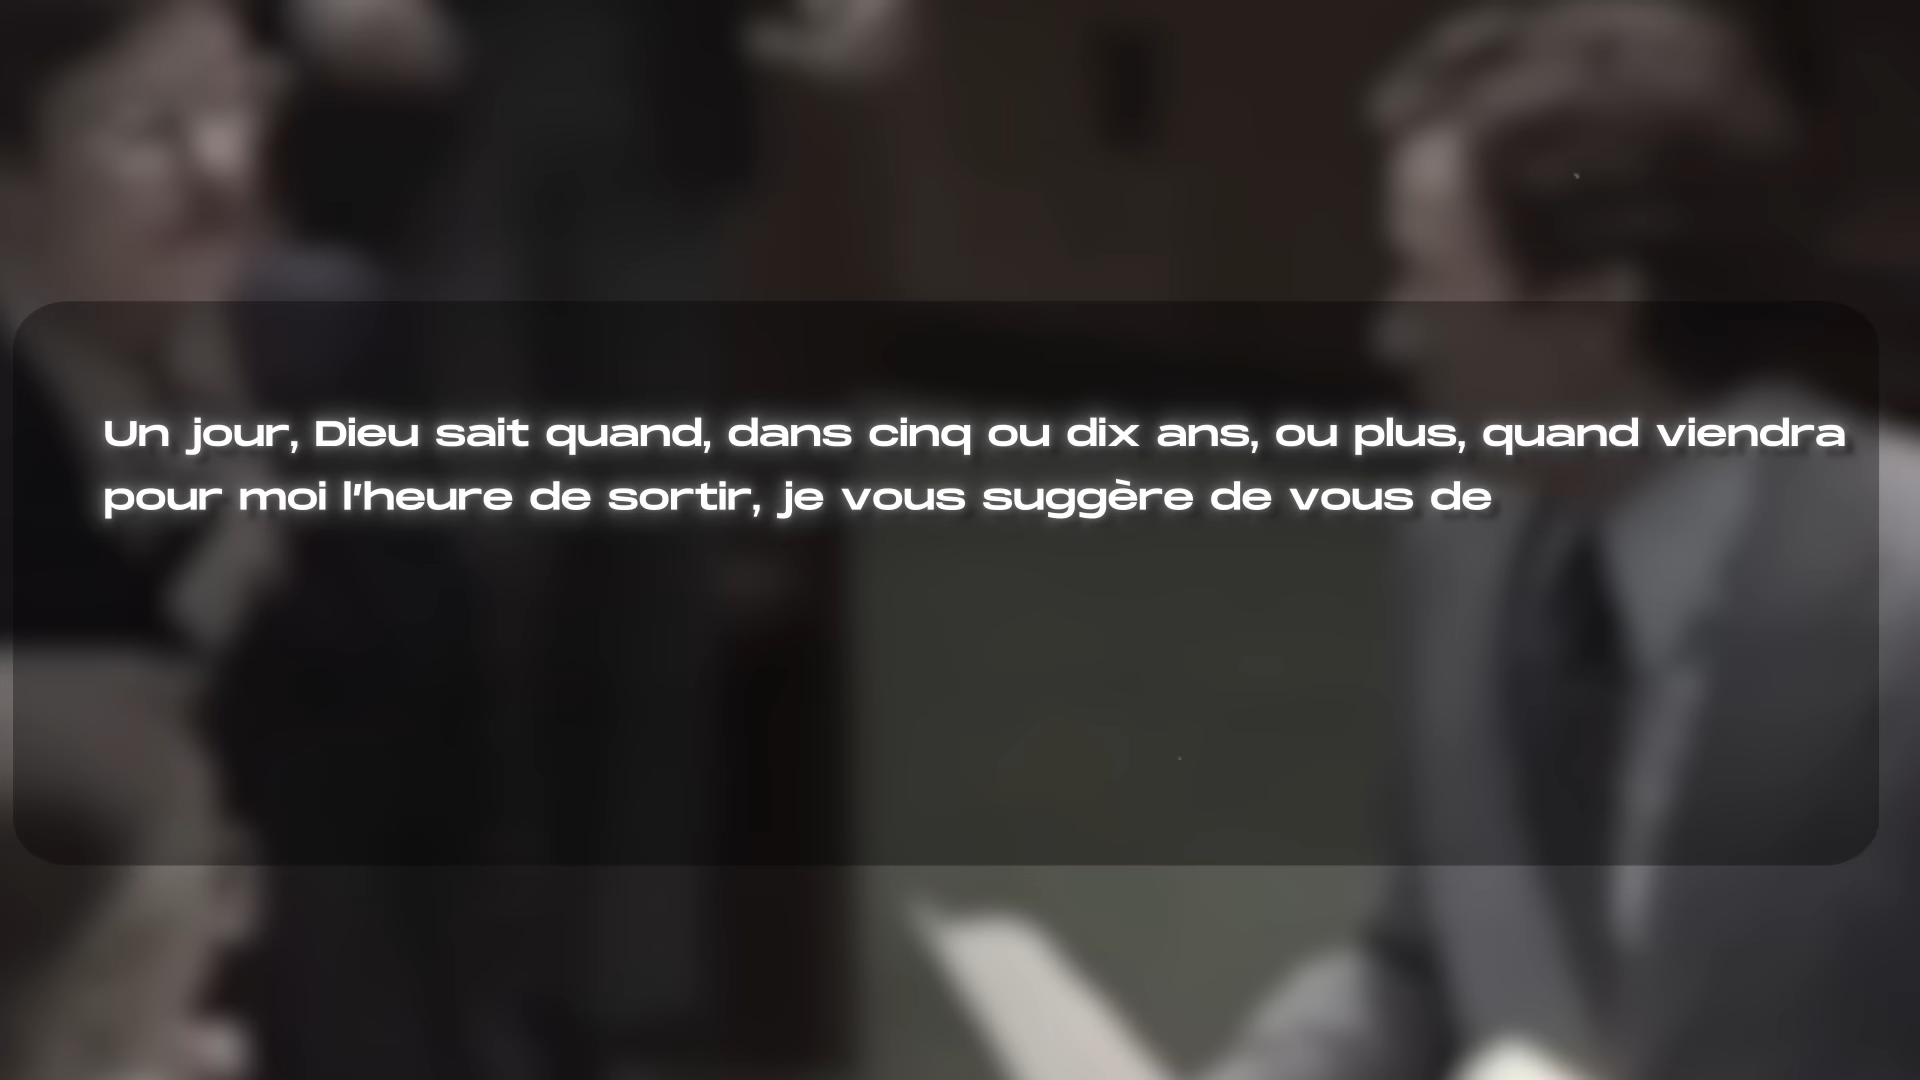 Un jour, Dieu sait quand, dans cinq ou dix ans, ou plus, quand viendra
pour moi l'heure de sortir, je vous suggère de vous de